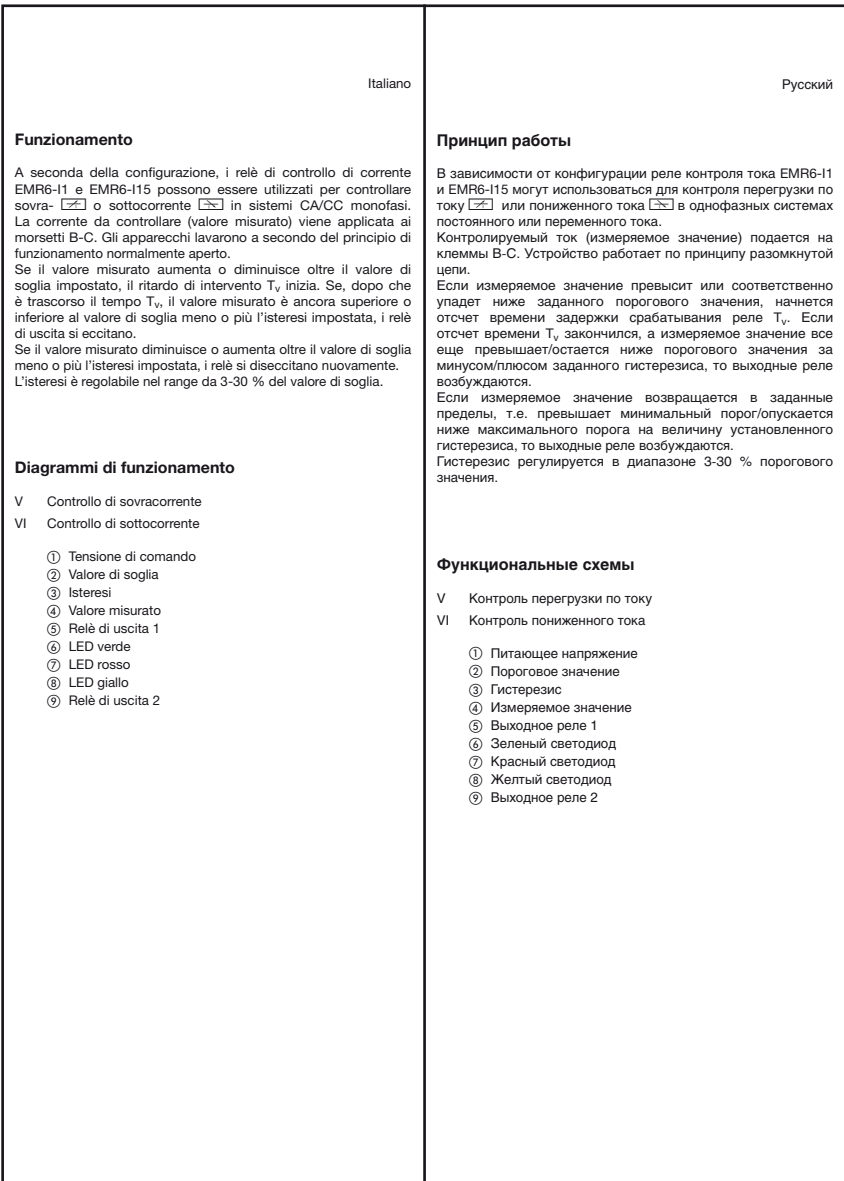 Italiano
Funzionamento
A seconda della configurazione, i relè di controllo di corrente
EMR6-I1 e EMR6-I15 possono essere utilizzati per controllare
sovra- o sottocorrente in sistemi CA/CC monofasi.
La corrente da controllare (valore misurato) viene applicata ai
morsetti B-C. Gli apparecchi lavarono a secondo del principio di
funzionamento normalmente aperto.
Se il valore misurato aumenta o diminuisce oltre il valore di
soglia impostato, il ritardo di intervento Tv inizia. Se, dopo che
è trascorso il tempo Tv, il valore misurato è ancora superiore o
inferiore al valore di soglia meno o più l'isteresi impostata, i relè
di uscita si eccitano.
Se il valore misurato diminuisce o aumenta oltre il valore di soglia
meno o più l'isteresi impostata, i relè si diseccitano nuovamente.
L'isteresi è regolabile nel range da 3-30 % del valore di soglia.
Diagrammi di funzionamento
V Controllo di sovracorrente
VI Controllo di sottocorrente
① Tensione di comando
② Valore di soglia
③ Isteresi
④ Valore misurato
⑤ Relè di uscita 1
⑥ LED verde
⑦ LED rosso
⑧ LED giallo
⑨ Relè di uscita 2
Русский
Принцип работы
В зависимости от конфигурации реле контроля тока EMR6-I1
и EMR6-I15 могут использоваться для контроля перегрузки по
току или пониженного тока в однофазных системах
постоянного или переменного тока.
Контролируемый ток (измеряемое значение) подается на
клеммы B-C. Устройство работает по принципу разомкнутой
цепи.
Если измеряемое значение превысит или соответственно
упадет ниже заданного порогового значения, начнется
отсчет времени задержки срабатывания реле Tv. Если
отсчет времени Tv закончился, а измеряемое значение все
еще превышает/остается ниже порогового значения за
минусом/плюсом заданного гистерезиса, то выходные реле
возбуждаются.
Если измеряемое значение возвращается в заданные
пределы, т.е. превышает минимальный порог/опускается
ниже максимального порога на величину установленного
гистерезиса, то выходные реле возбуждаются.
Гистерезис регулируется в диапазоне 3-30 % порогового
значения.
Функциональные схемы
V Контроль перегрузки по току
VI Контроль пониженного тока
① Питающее напряжение
② Пороговое значение
③ Гистерезис
④ Измеряемое значение
⑤ Выходное реле 1
⑥ Зеленый светодиод
⑦ Красный светодиод
⑧ Желтый светодиод
⑨ Выходное реле 2